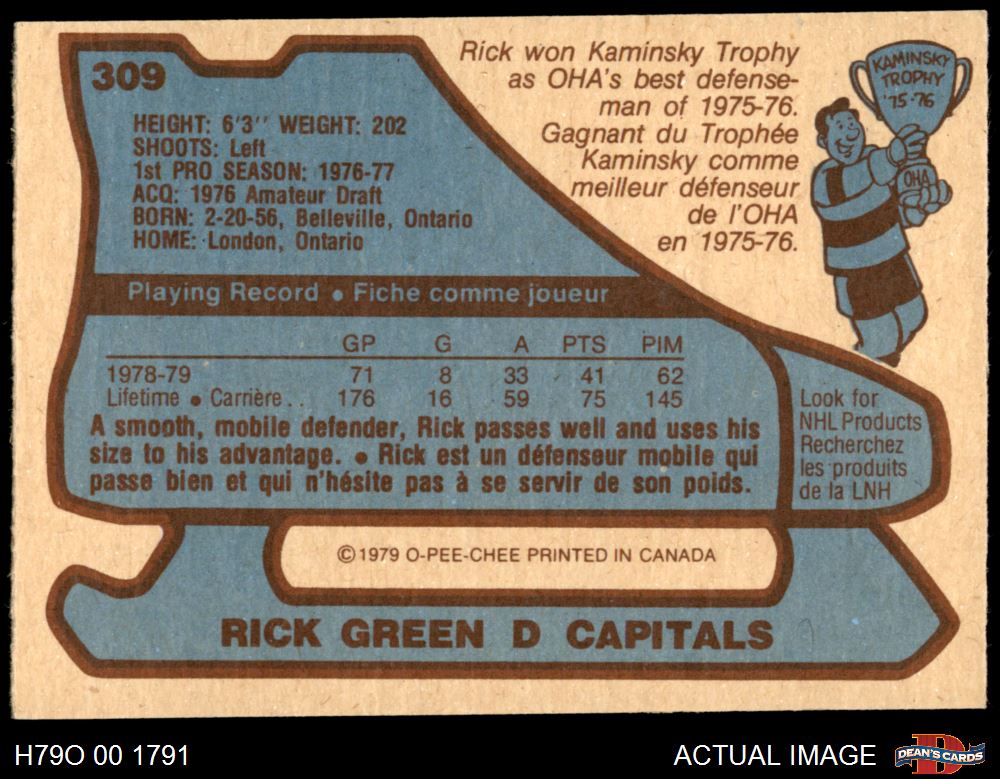 309
HEIGHT: 6'3'' WEIGHT: 202
SHOOTS: Left
1st PRO SEASON: 1976-77
ACQ: 1976 Amateur Draft
BORN: 2-20-56, Belleville, Ontario
HOME: London, Ontario
Rick won Kaminsky Trophy
as OHA's best defense-
man of 1975-76.
Gagnant du Trophée
Kaminsky comme
meilleur défenseur
de l'OHA
en 1975-76.
KAMINSKY
TROPHY
'75-76
OHA
Playing Record • Fiche comme joueur
GP G A PTS PIM
1978-79 71 8 33 41 62
Lifetime • Carrière.. 176 16 59 75 145
A smooth, mobile defender, Rick passes well and uses his
size to his advantage. • Rick est un défenseur mobile qui
passe bien et qui n'hésite pas à se servir de son poids.
Look for
NHL Products
Recherchez
les produits
de la LNH
©1979 O-PEE-CHEE PRINTED IN CANADA
RICK GREEN D CAPITALS
H79O 00 1791
ACTUAL IMAGE
D
DEAN'S CARDS